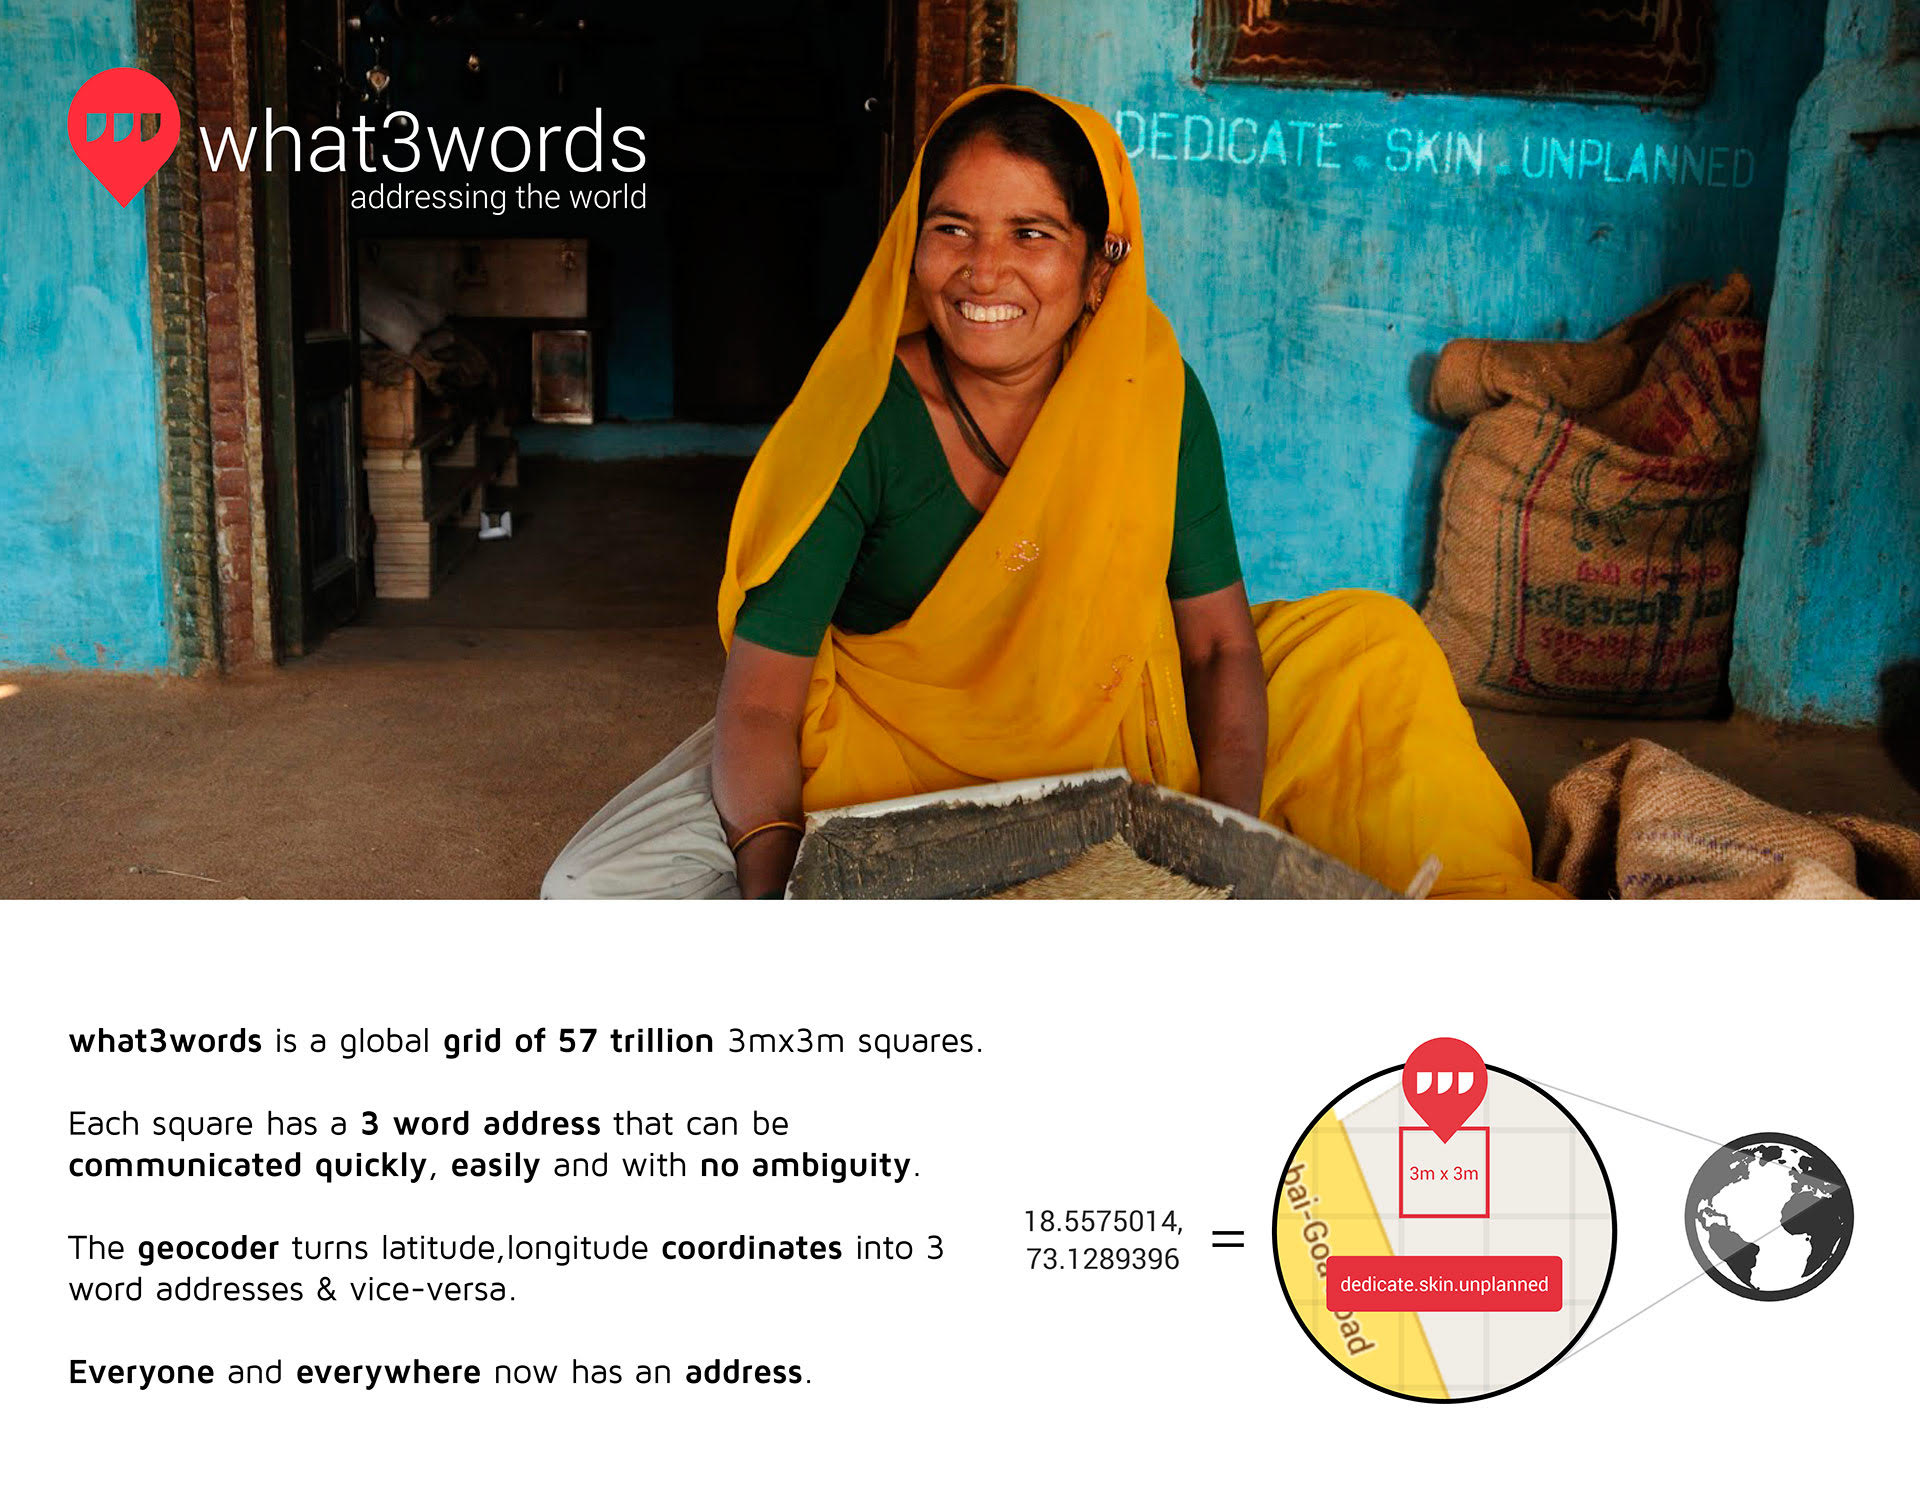 what3words
addressing the world
DEDICATE . SKIN . UNPLANNED
what3words is a global grid of 57 trillion 3mx3m squares.
Each square has a 3 word address that can be
communicated quickly, easily and with no ambiguity.
The geocoder turns latitude,longitude coordinates into 3
word addresses & vice-versa.
Everyone and everywhere now has an address.
18.5575014,
73.1289396
=
3m x 3m
dedicate.skin.unplanned